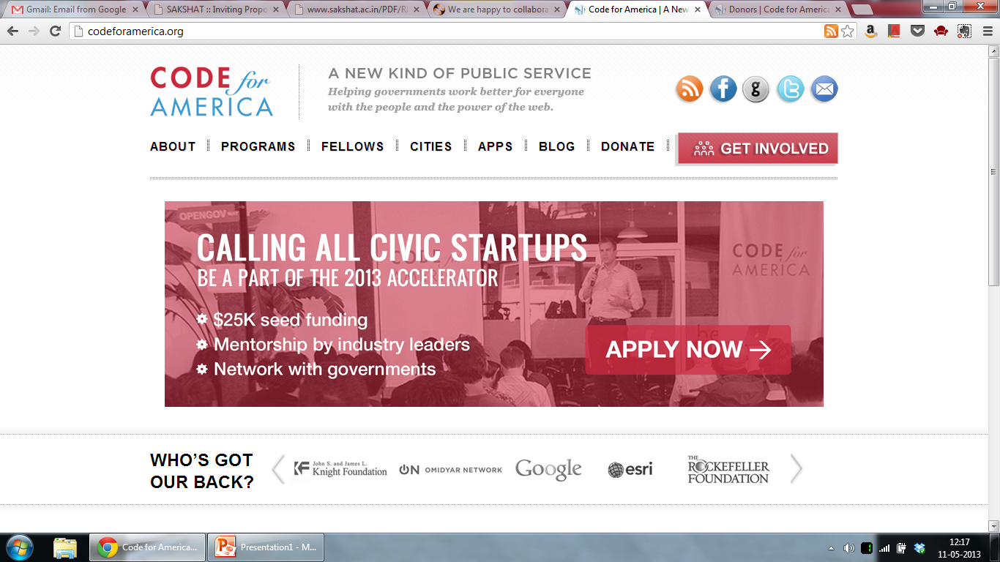 Gmail: Email from Google
SAKSHAT :: Inviting Propo
www.sakshat.ac.in/PDF/R
We are happy to collabora
Code for America | A New
Donors | Code for America
codeforamerica.org
CODE for
AMERICA
A NEW KIND OF PUBLIC SERVICE
Helping governments work better for everyone
with the people and the power of the web.
ABOUT PROGRAMS FELLOWS CITIES APPS BLOG DONATE GET INVOLVED
OPENGOV
CALLING ALL CIVIC STARTUPS
BE A PART OF THE 2013 ACCELERATOR
$25K seed funding
Mentorship by industry leaders
Network with governments
CODE for
AMERICA
APPLY NOW
WHO'S GOT
OUR BACK?
John S. and James L.
Knight Foundation
OMIDYAR NETWORK
Google
esri
THE
ROCKEFELLER
FOUNDATION
Code for America...
Presentation1 - M...
12:17
11-05-2013